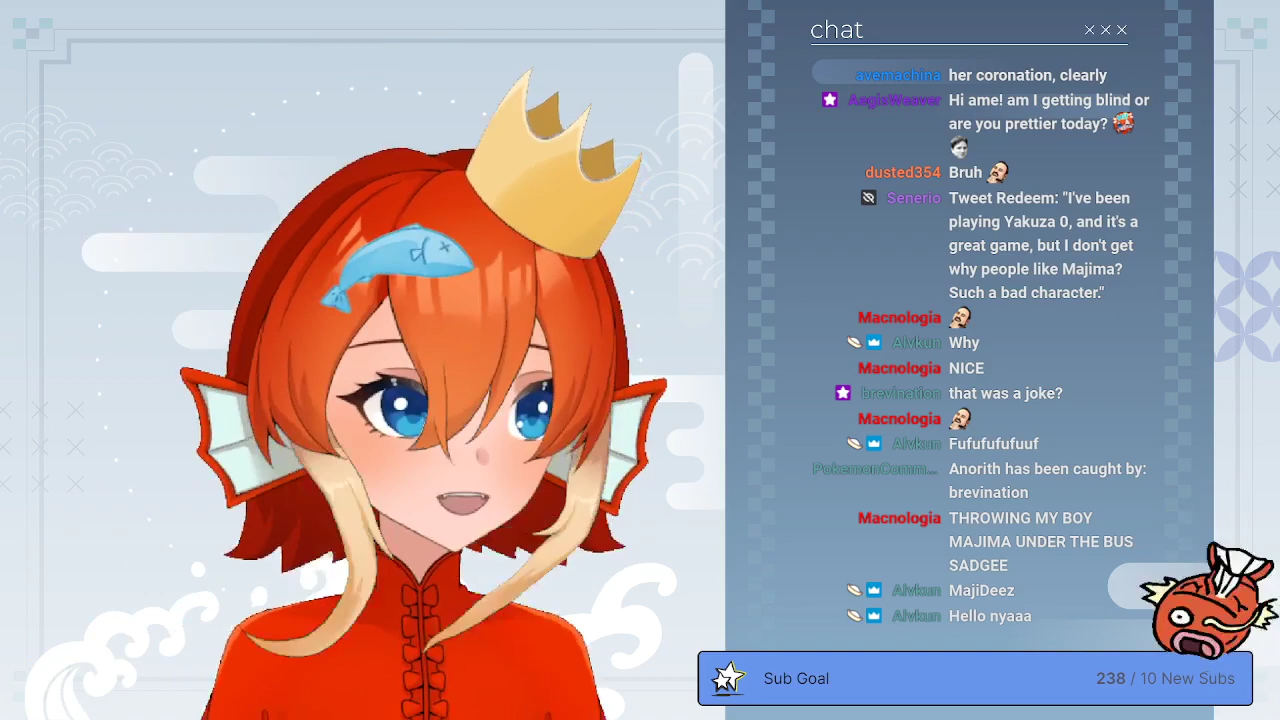 chat
avemachina her coronation, clearly
AegisWeaver Hi ame! am I getting blind or
are you prettier today?
dusted354 Bruh
Senerio Tweet Redeem: "I've been
playing Yakuza 0, and it's a
great game, but I don't get
why people like Majima?
Such a bad character."
Macnologia
Alvkun Why
Macnologia NICE
brevination that was a joke?
Macnologia
Alvkun Fufufufufuuf
PokemonComm... Anorith has been caught by:
brevination
Macnologia THROWING MY BOY
MAJIMA UNDER THE BUS
SADGEE
Alvkun MajiDeez
Alvkun Hello nyaaa
Sub Goal 238 / 10 New Subs